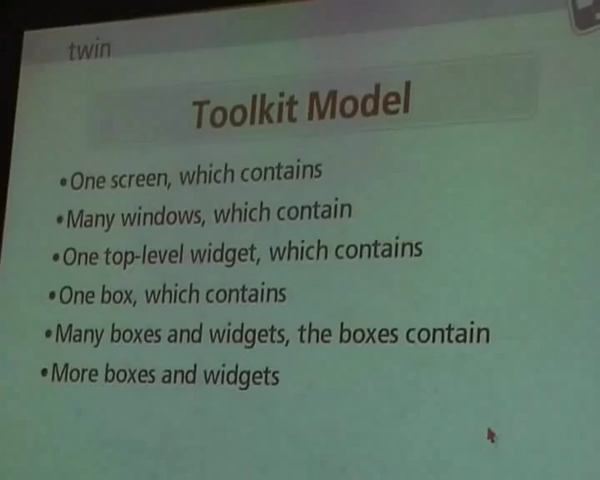 twin
Toolkit Model
•One screen, which contains
•Many windows, which contain
•One top-level widget, which contains
•One box, which contains
•Many boxes and widgets, the boxes contain
•More boxes and widgets